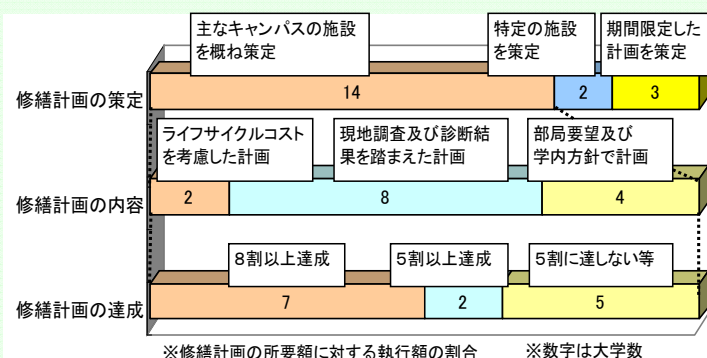 主なキャンパスの施設
を概ね策定
特定の施設
を策定
期間限定した
計画を策定
修繕計画の策定
14
2
3
ライフサイクルコスト
を考慮した計画
現地調査及び診断結
果を踏まえた計画
部局要望及び
学内方針で計画
修繕計画の内容
2
8
4
8割以上達成
5割以上達成
5割に達しない等
修繕計画の達成
7
2
5
※修繕計画の所要額に対する執行額の割合
※数字は大学数